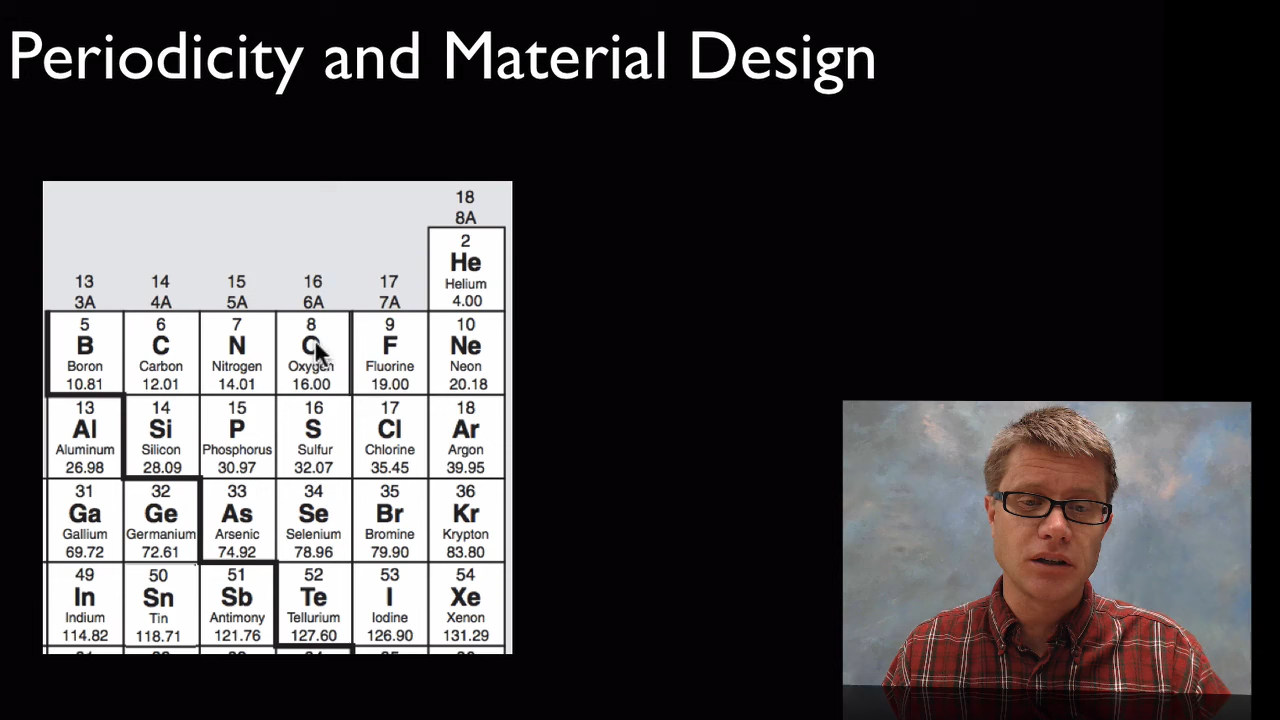 Periodicity and Material Design
18
8A
2
He
Helium
4.00
13 14 15 16 17
3A 4A 5A 6A 7A
5 6 7 8 9 10
B C N O F Ne
Boron Carbon Nitrogen Oxygen Fluorine Neon
10.81 12.01 14.01 16.00 19.00 20.18
13 14 15 16 17 18
Al Si P S Cl Ar
Aluminum Silicon Phosphorus Sulfur Chlorine Argon
26.98 28.09 30.97 32.07 35.45 39.95
31 32 33 34 35 36
Ga Ge As Se Br Kr
Gallium Germanium Arsenic Selenium Bromine Krypton
69.72 72.61 74.92 78.96 79.90 83.80
49 50 51 52 53 54
In Sn Sb Te I Xe
Indium Tin Antimony Tellurium Iodine Xenon
114.82 118.71 121.76 127.60 126.90 131.29